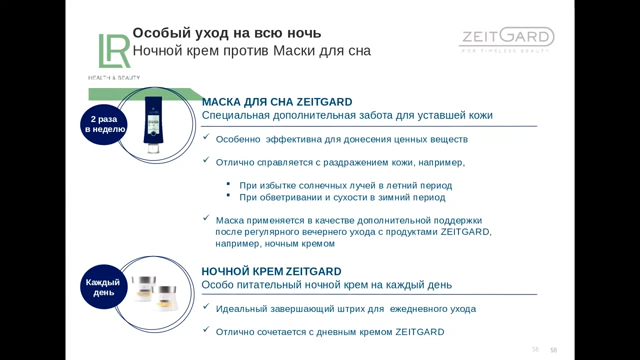 Особый уход на всю ночь
Ночной крем против Маски для сна
LR
HEALTH & BEAUTY
ZEITGARD
FOR TIMELESS BEAUTY
2 раза
в неделю
МАСКА ДЛЯ СНА ZEITGARD
Специальная дополнительная забота для уставшей кожи
Особенно эффективна для донесения ценных веществ
Отлично справляется с раздражением кожи, например,
При избытке солнечных лучей в летний период
При обветривании и сухости в зимний период
Маска применяется в качестве дополнительной поддержки
после регулярного вечернего ухода с продуктами ZEITGARD,
например, ночным кремом
Каждый
день
НОЧНОЙ КРЕМ ZEITGARD
Особо питательный ночной крем на каждый день
Идеальный завершающий штрих для ежедневного ухода
Отлично сочетается с дневным кремом ZEITGARD
58 58